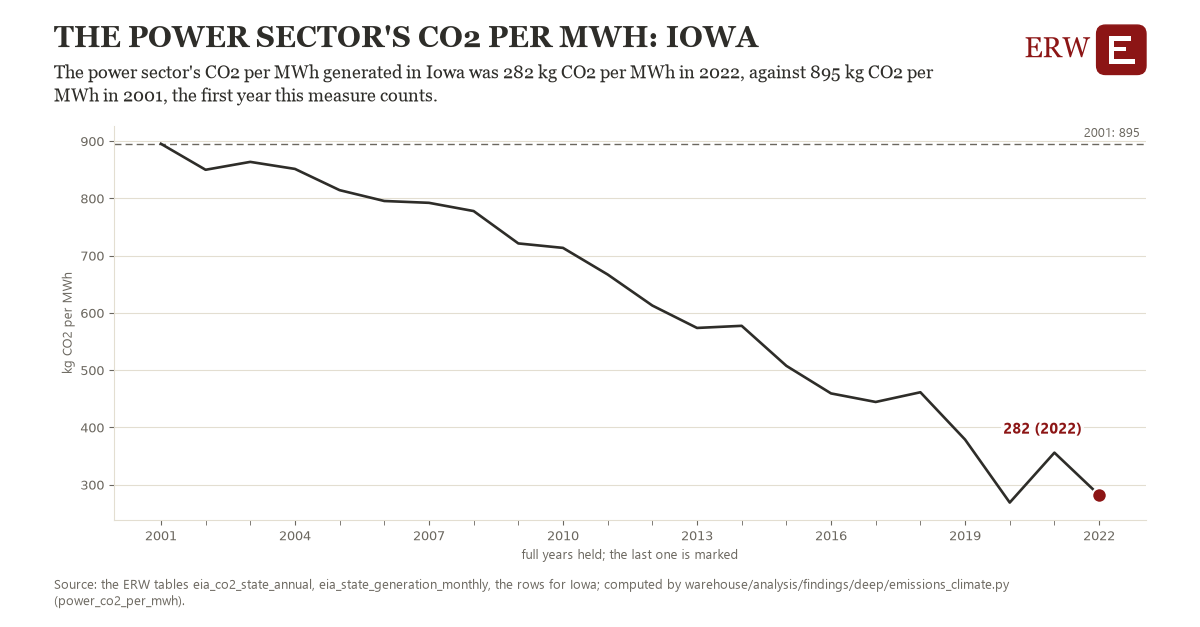 THE POWER SECTOR'S CO2 PER MWH: IOWA
ERW E
The power sector's CO2 per MWh generated in Iowa was 282 kg CO2 per MWh in 2022, against 895 kg CO2 per
MWh in 2001, the first year this measure counts.
2001: 895
900
800
700
600
500
400
300
kg CO2 per MWh
282 (2022)
2001 2004 2007 2010 2013 2016 2019 2022
full years held; the last one is marked
Source: the ERW tables eia_co2_state_annual, eia_state_generation_monthly, the rows for Iowa; computed by warehouse/analysis/findings/deep/emissions_climate.py
(power_co2_per_mwh).